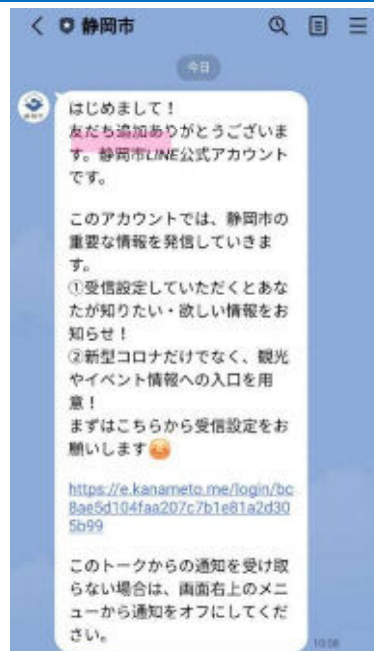 静岡市
今日
はじめまして！
友だち追加ありがとうございま
す。静岡市LINE公式アカウント
です。
このアカウントでは、静岡市の
重要な情報を発信していきま
す。
①受信設定していただくとあな
たが知りたい・欲しい情報をお
知らせ！
②新型コロナだけでなく、観光
やイベント情報への入口を用
意！
まずはこちらから受信設定をお
願いします
https://e.kanameto.me/login/bc
8ae5d104faa207c7b1e81a2d30
5b99
このトークからの通知を受け取
らない場合は、画面右上のメニ
ューから通知をオフにしてくだ
さい。
10:08